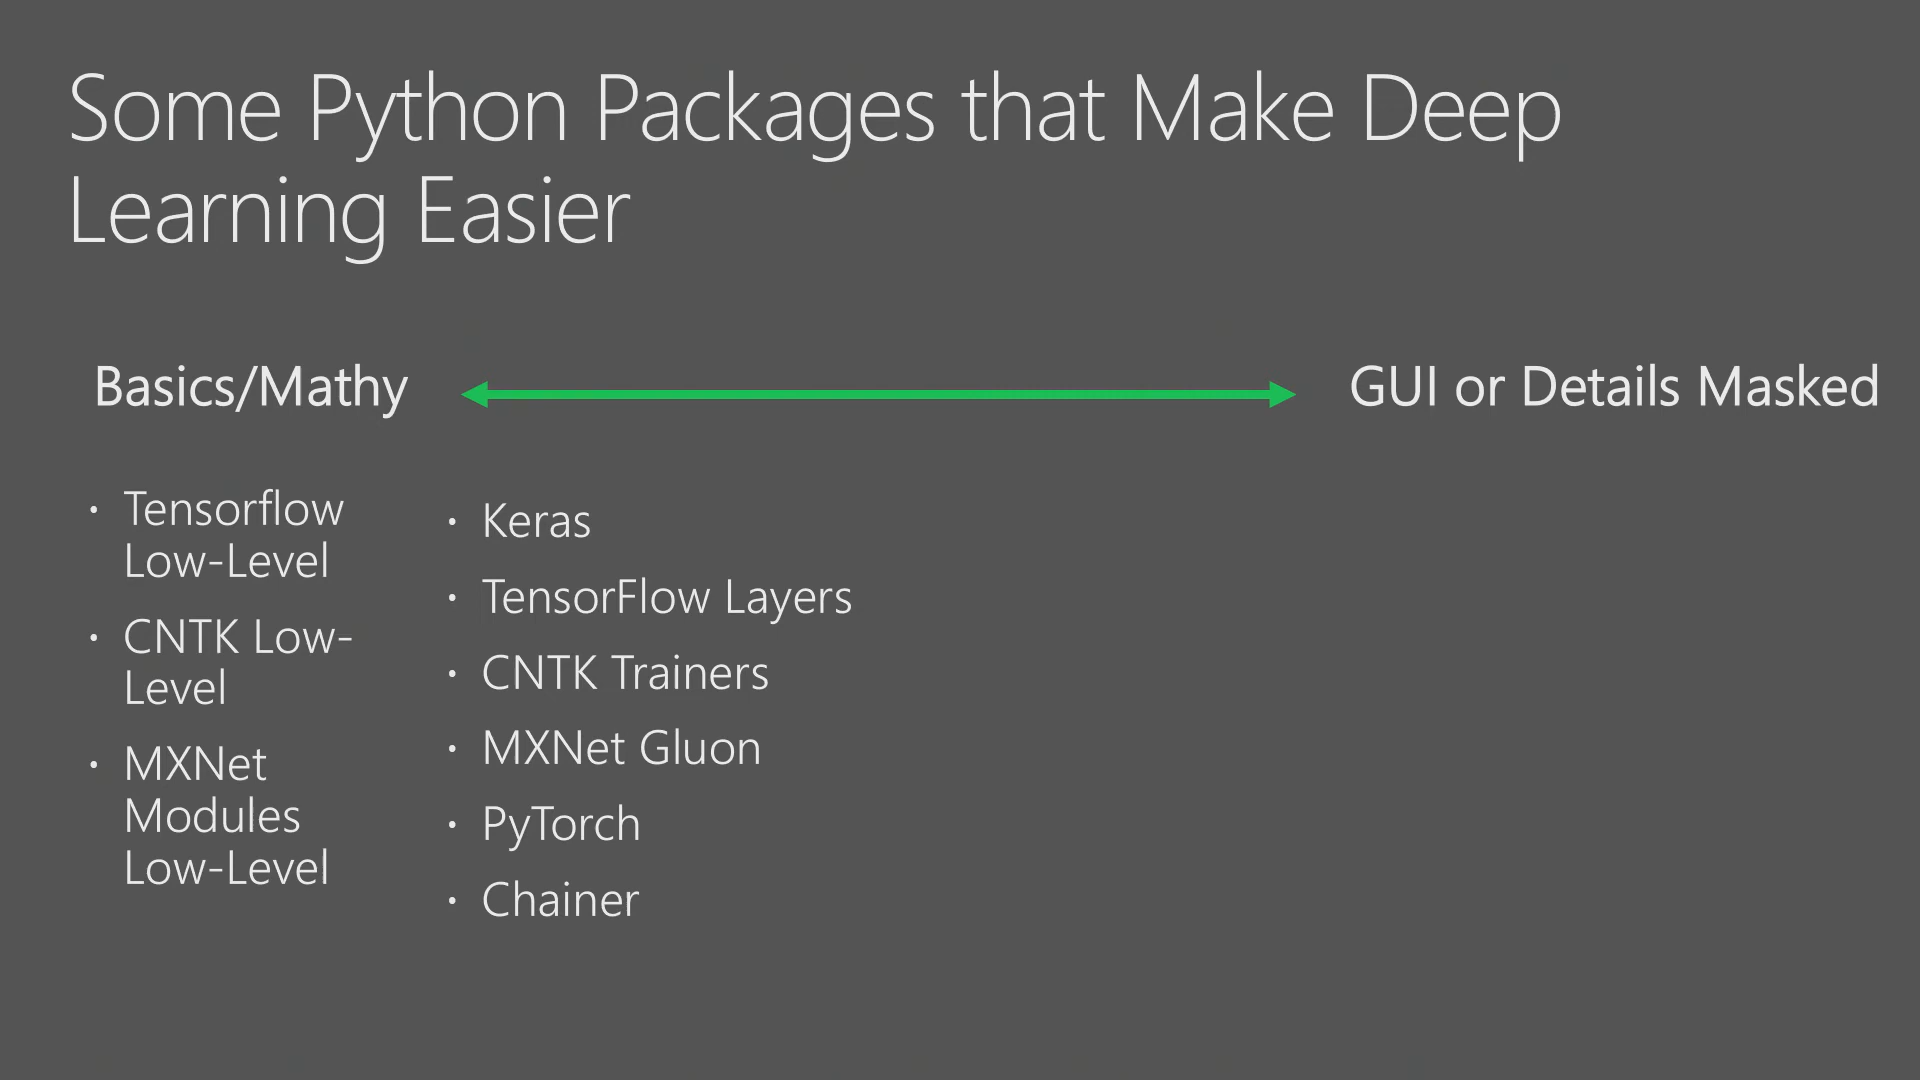 Some Python Packages that Make Deep
Learning Easier
Basics/Mathy
GUI or Details Masked
· Tensorflow
Low-Level
· CNTK Low-
Level
· MXNet
Modules
Low-Level
· Keras
· TensorFlow Layers
· CNTK Trainers
· MXNet Gluon
· PyTorch
· Chainer